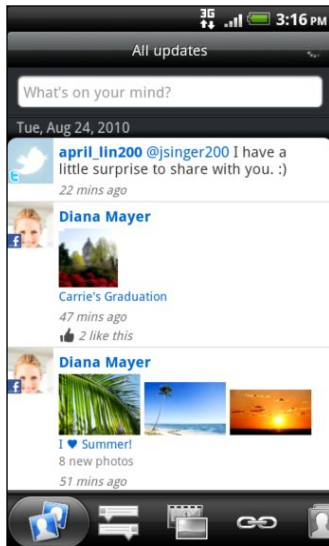 3G 3:16 PM
All updates
What's on your mind?
Tue, Aug 24, 2010
april_lin200 @jsinger200 I have a
little surprise to share with you. :)
22 mins ago
Diana Mayer
Carrie's Graduation
47 mins ago
2 like this
Diana Mayer
I ♥ Summer!
8 new photos
51 mins ago